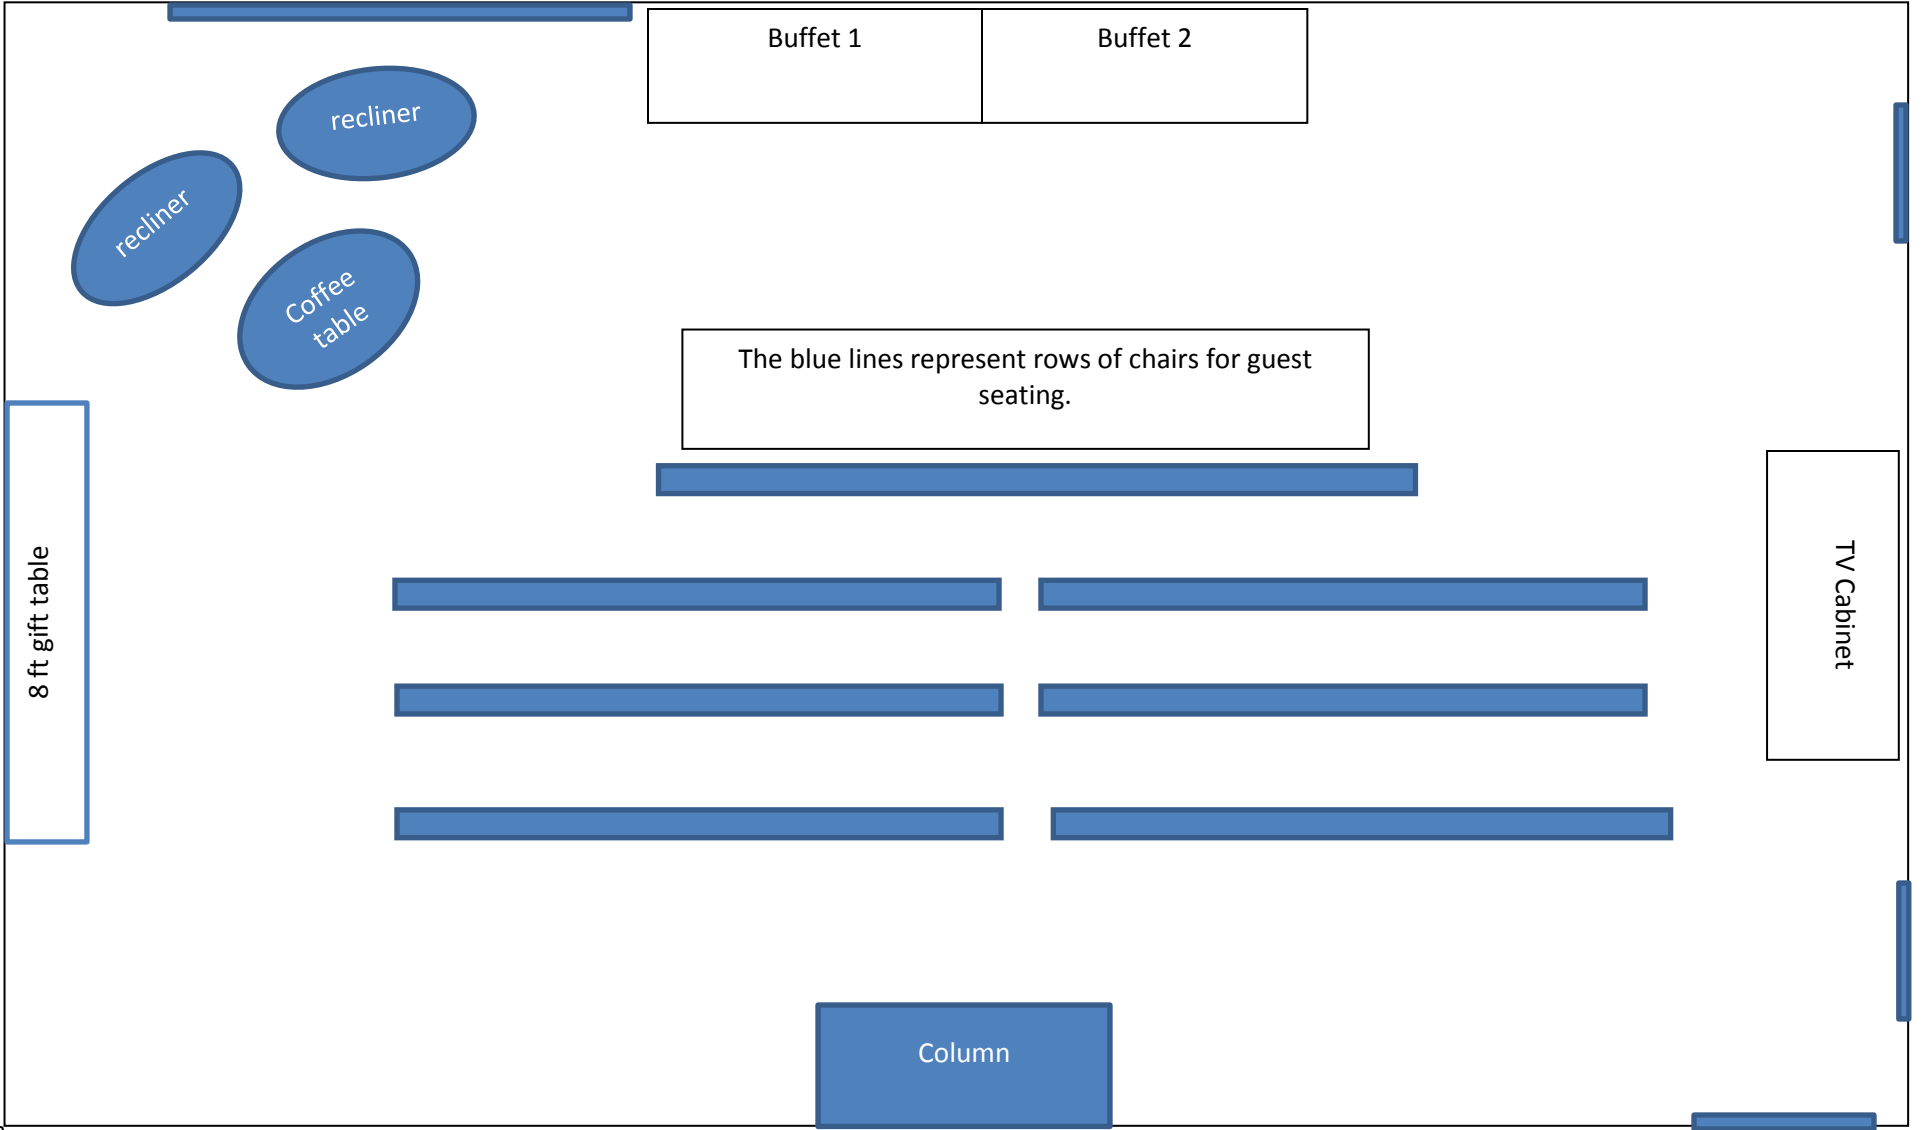 Buffet 1
Buffet 2
recliner
recliner
Coffee
table
The blue lines represent rows of chairs for guest
seating.
8 ft gift table
TV Cabinet
Column